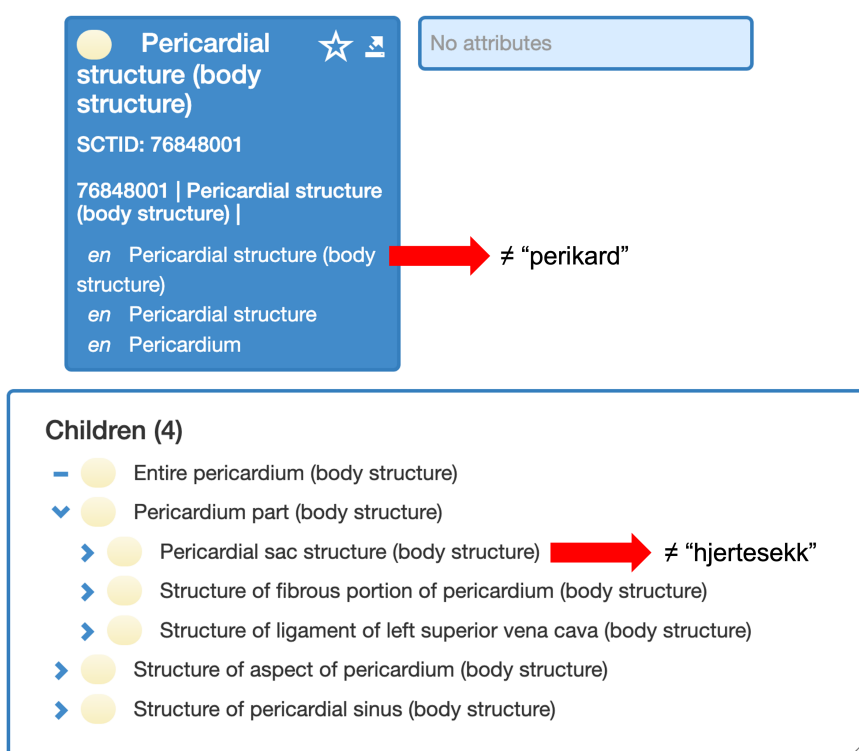 Pericardial
structure (body
structure)
SCTID: 76848001
76848001 | Pericardial structure
(body structure) |
en Pericardial structure (body
structure)
en Pericardial structure
en Pericardium
No attributes
≠ “perikard”
Children (4)
Entire pericardium (body structure)
Pericardium part (body structure)
Pericardial sac structure (body structure)
≠ “hjertesekk”
Structure of fibrous portion of pericardium (body structure)
Structure of ligament of left superior vena cava (body structure)
Structure of aspect of pericardium (body structure)
Structure of pericardial sinus (body structure)